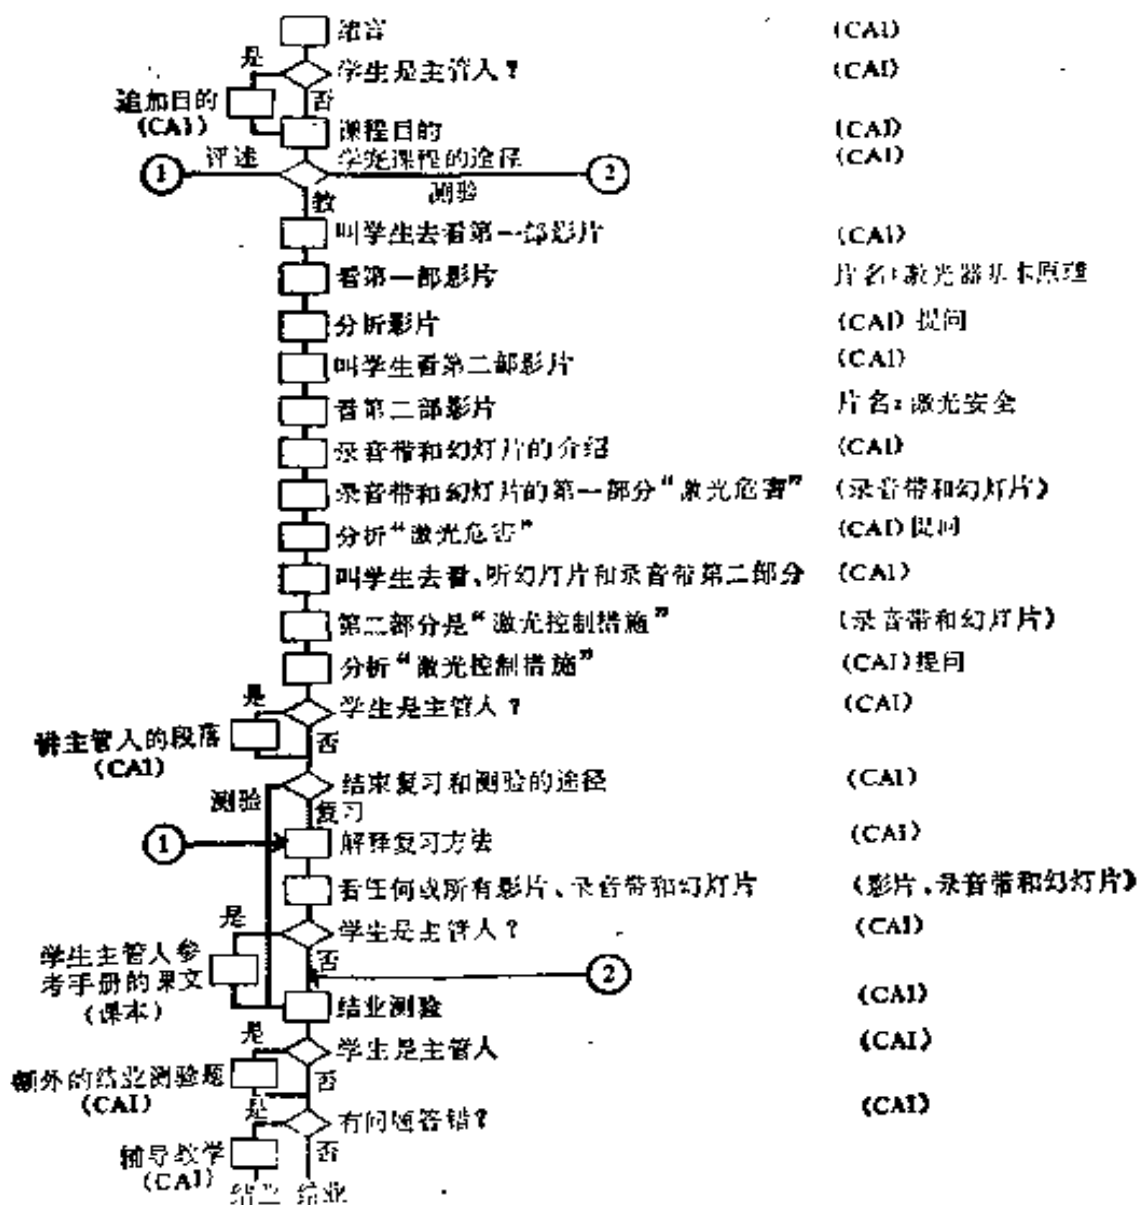 绪言 (CAI)
是 学生是主管人？ (CAI)
追加目的 否
(CAI) 课程目的 (CAI)
① 评述 学完课程的途径 ② (CAI)
测验
教
叫学生去看第一部影片 (CAI)
看第一部影片 片名：激光器基本原理
分析影片 (CAI) 提问
叫学生看第二部影片 (CAI)
看第二部影片 片名：激光安全
录音带和幻灯片的介绍 (CAI)
录音带和幻灯片的第一部分“激光危害” (录音带和幻灯片)
分析“激光危害” (CAI) 提问
叫学生去看、听幻灯片和录音带第二部分 (CAI)
第二部分是“激光控制措施” (录音带和幻灯片)
分析“激光控制措施” (CAI) 提问
是 学生是主管人？ (CAI)
讲主管人的段落 否
(CAI)
结束复习和测验的途径 (CAI)
测验 复习
① 解释复习方法 (CAI)
看任何或所有影片、录音带和幻灯片 (影片、录音带和幻灯片)
是 学生是主管人？ (CAI)
学生主管人参 否
考手册的课文 ②
(课本) 结业测验 (CAI)
是 学生是主管人 (CAI)
额外的结业测验题 否
(CAI)
是 有问题答错？ (CAI)
辅导教学 否
(CAI)
结业 结业